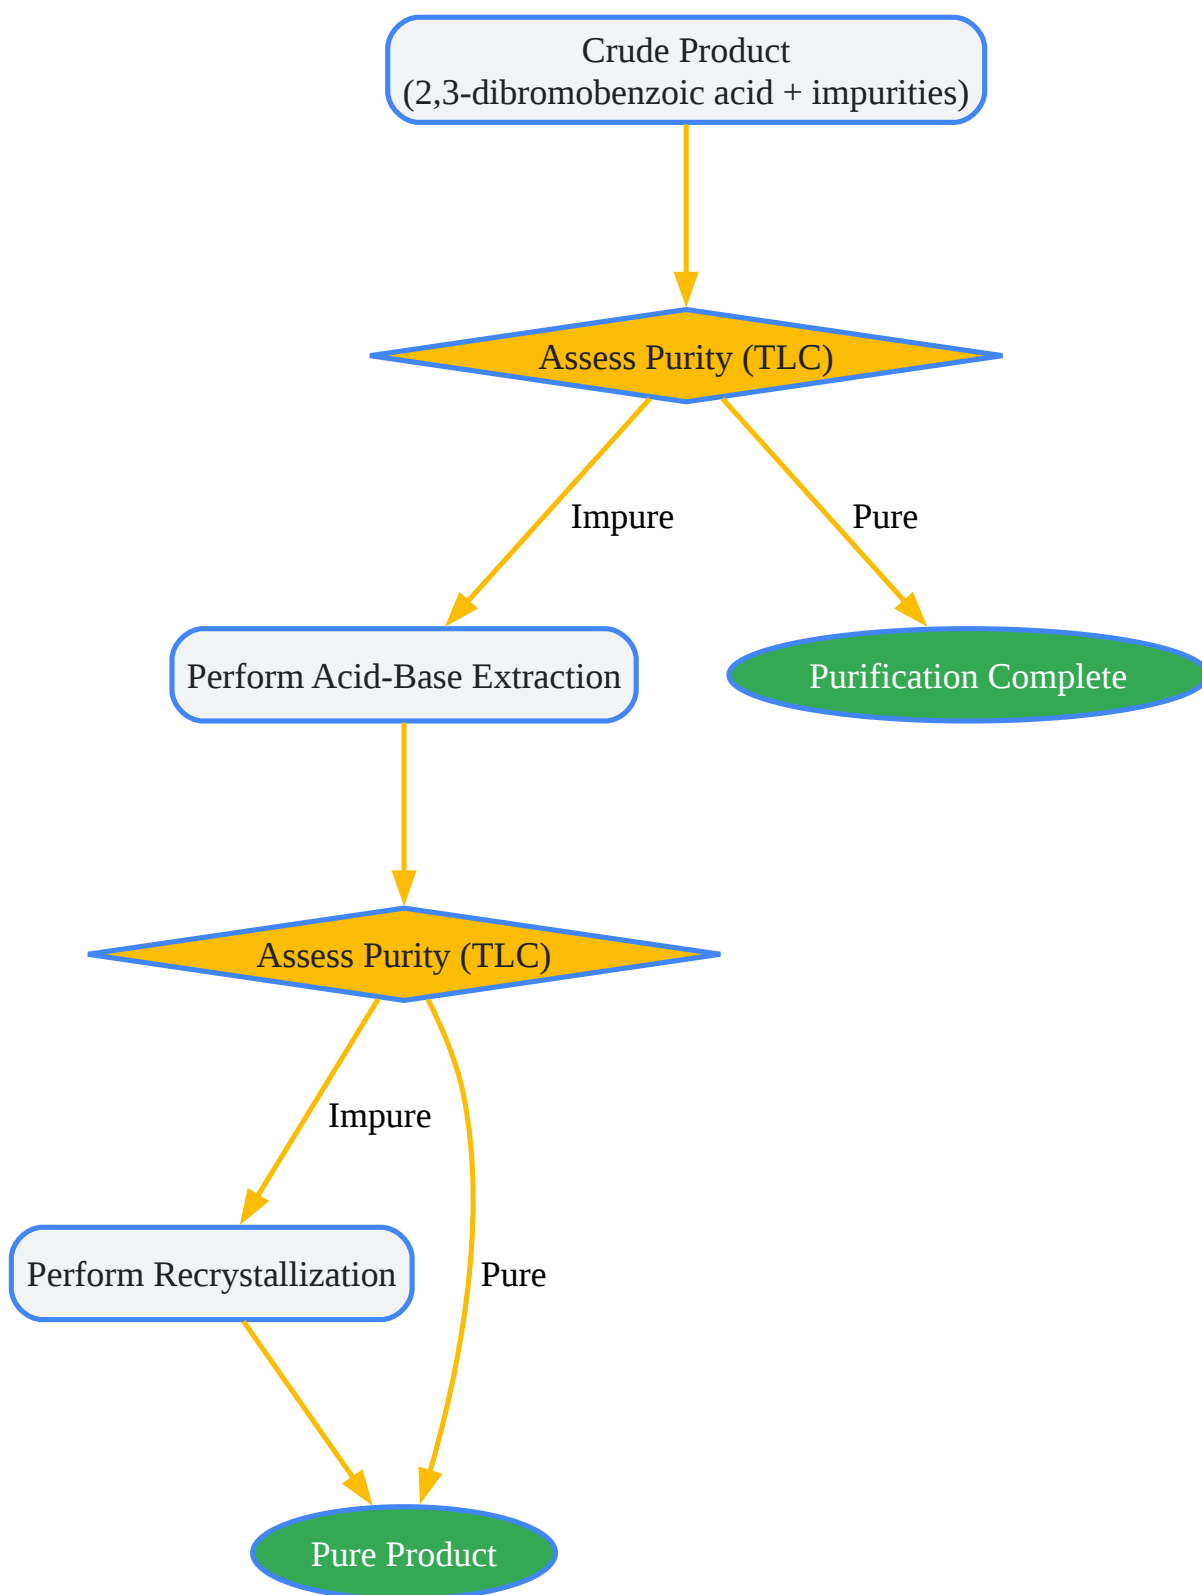 Crude Product
(2,3-dibromobenzoic acid + impurities)
Assess Purity (TLC)
Impure
Pure
Perform Acid-Base Extraction
Purification Complete
Assess Purity (TLC)
Impure
Perform Recrystallization
Pure
Pure Product